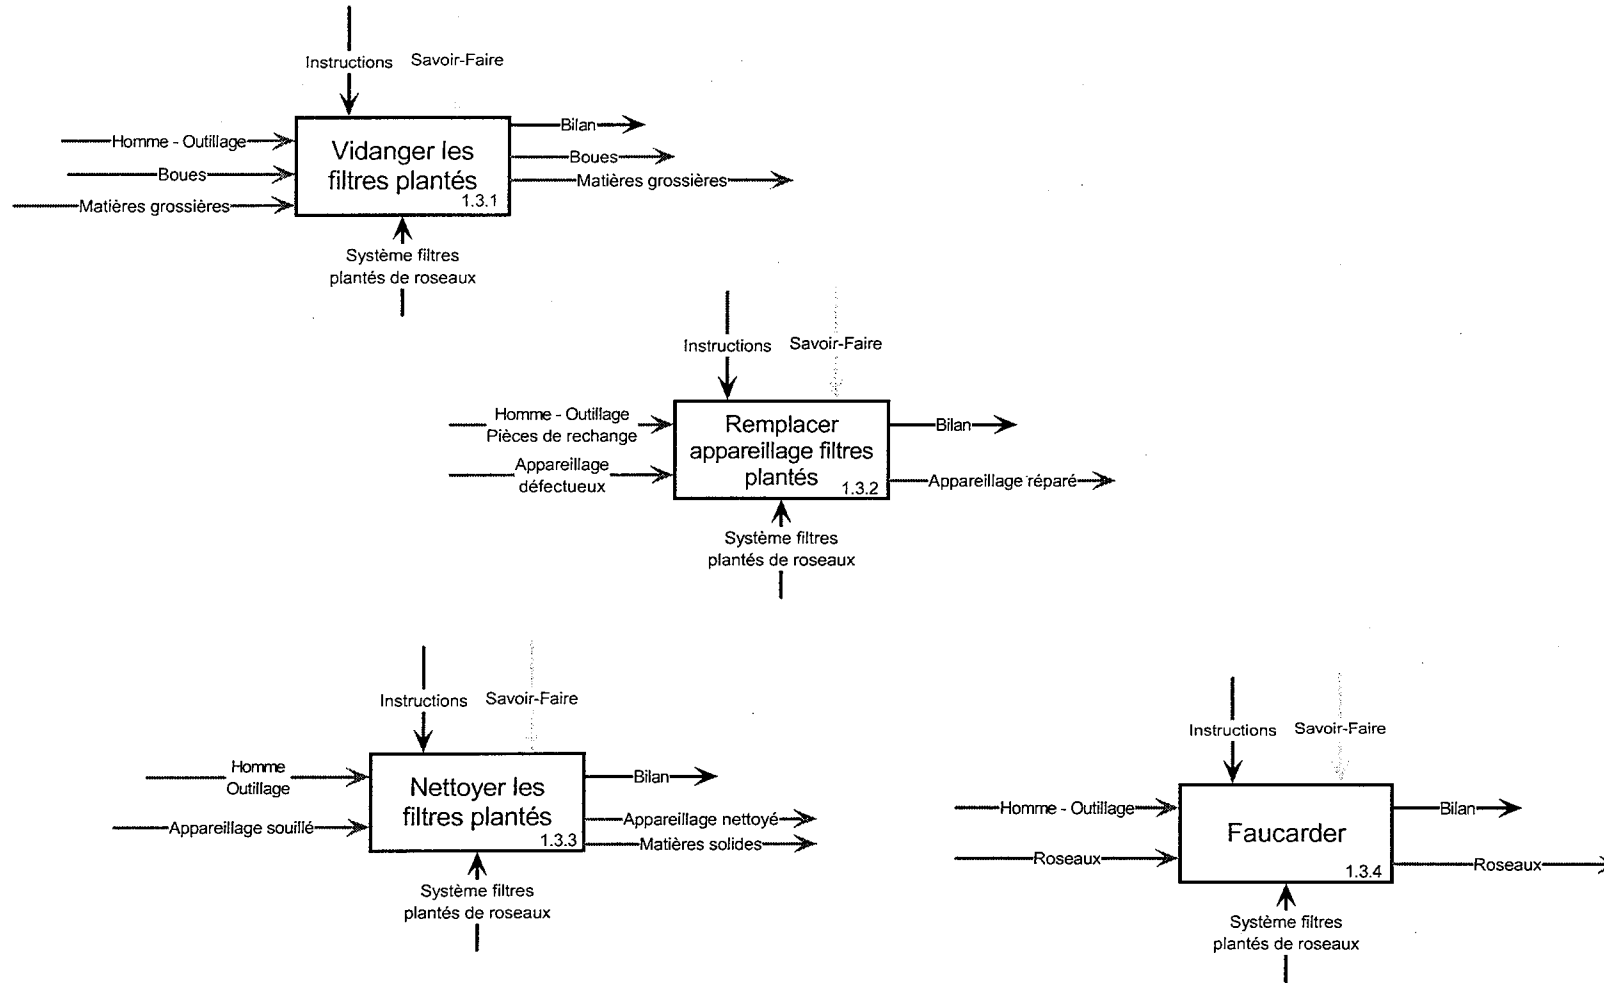 Instructions Savoir-Faire
Homme - Outillage
Boues
Matières grossières
Vidanger les
filtres plantés
1.3.1
Bilan
Boues
Matières grossières
Système filtres
plantés de roseaux
Instructions Savoir-Faire
Homme - Outillage
Pièces de rechange
Appareillage
défectueux
Remplacer
appareillage filtres
plantés
1.3.2
Bilan
Appareillage réparé
Système filtres
plantés de roseaux
Instructions Savoir-Faire
Homme
Outillage
Appareillage souillé
Nettoyer les
filtres plantés
1.3.3
Bilan
Appareillage nettoyé
Matières solides
Système filtres
plantés de roseaux
Instructions Savoir-Faire
Homme - Outillage
Roseaux
Faucarder
1.3.4
Bilan
Roseaux
Système filtres
plantés de roseaux